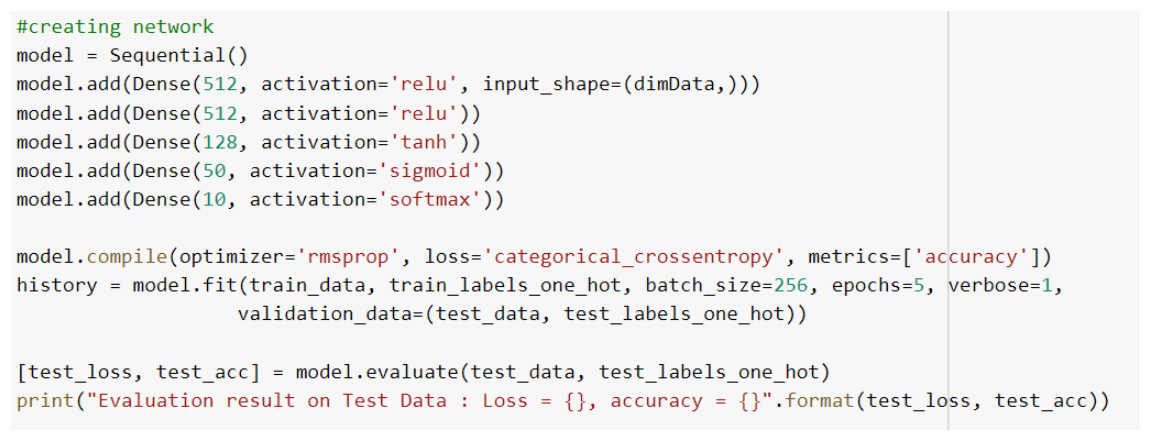 #creating network
model = Sequential()
model.add(Dense(512, activation='relu', input_shape=(dimData,)))
model.add(Dense(512, activation='relu'))
model.add(Dense(128, activation='tanh'))
model.add(Dense(50, activation='sigmoid'))
model.add(Dense(10, activation='softmax'))
model.compile(optimizer='rmsprop', loss='categorical_crossentropy', metrics=['accuracy'])
history = model.fit(train_data, train_labels_one_hot, batch_size=256, epochs=5, verbose=1,
validation_data=(test_data, test_labels_one_hot))
[test_loss, test_acc] = model.evaluate(test_data, test_labels_one_hot)
print("Evaluation result on Test Data : Loss = {}, accuracy = {}".format(test_loss, test_acc))